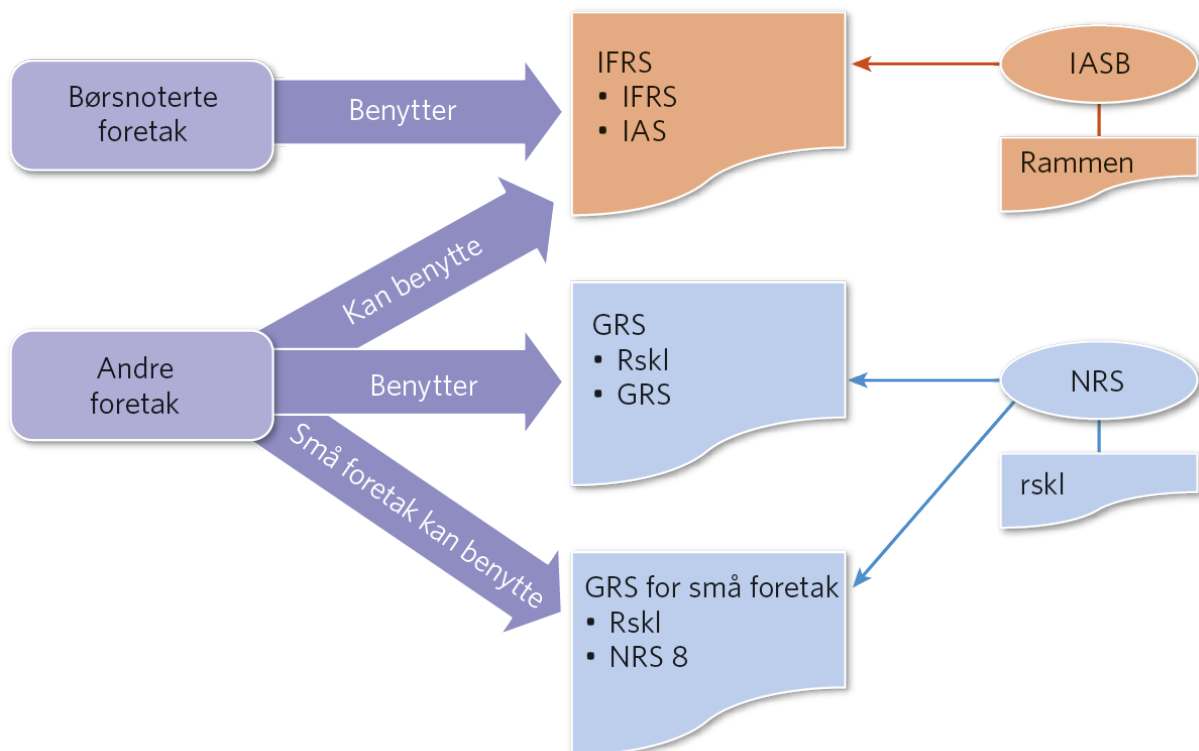 Børsnoterte
foretak
Benytter
IFRS
▪ IFRS
▪ IAS
IASB
Rammen
Kan benytte
Andre
foretak
Benytter
GRS
▪ Rskl
▪ GRS
NRS
rskl
Små foretak kan benytte
GRS for små foretak
▪ Rskl
▪ NRS 8